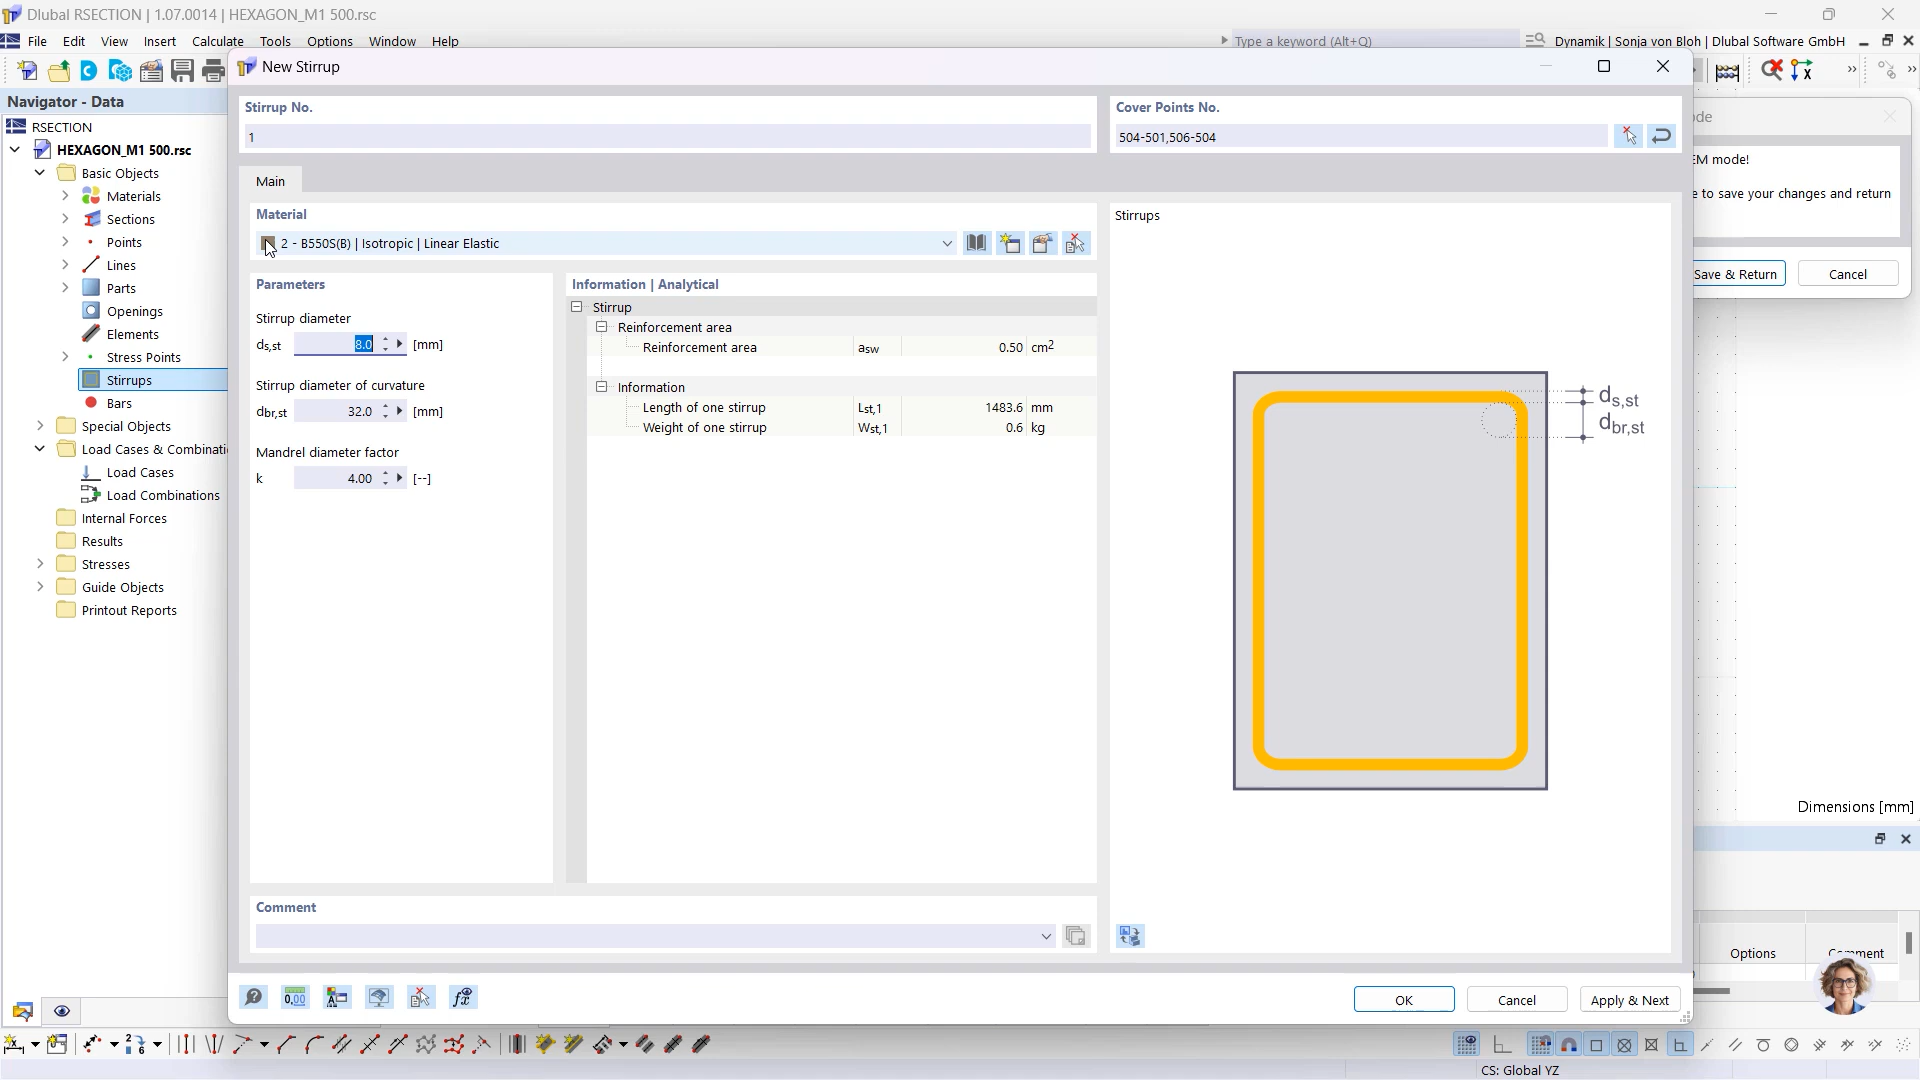 Dlubal RSECTION | 1.07.0014 | HEXAGON_M1 500.rsc
File Edit View Insert Calculate Tools Options Window Help
Type a keyword (Alt+Q)
Dynamik | Sonja von Bloh | Dlubal Software GmbH
New Stirrup
Navigator - Data
RSECTION
HEXAGON_M1 500.rsc
Basic Objects
Materials
Sections
Points
Lines
Parts
Openings
Elements
Stress Points
Stirrups
Bars
Special Objects
Load Cases & Combinati
Load Cases
Load Combinations
Internal Forces
Results
Stresses
Guide Objects
Printout Reports
Stirrup No.
1
Cover Points No.
504-501,506-504
Main
Material
2 - B550S(B) | Isotropic | Linear Elastic
Parameters
Stirrup diameter
ds,st 8.0 [mm]
Stirrup diameter of curvature
dbr,st 32.0 [mm]
Mandrel diameter factor
k 4.00 [--]
Information | Analytical
Stirrup
Reinforcement area
Reinforcement area asw 0.50 cm2
Information
Length of one stirrup Lst,1 1483.6 mm
Weight of one stirrup Wst,1 0.6 kg
Stirrups
ds,st
dbr,st
Comment
0,00
OK Cancel Apply & Next
ode
EM mode!
e to save your changes and return
Save & Return Cancel
Dimensions [mm]
Options Comment
CS: Global YZ